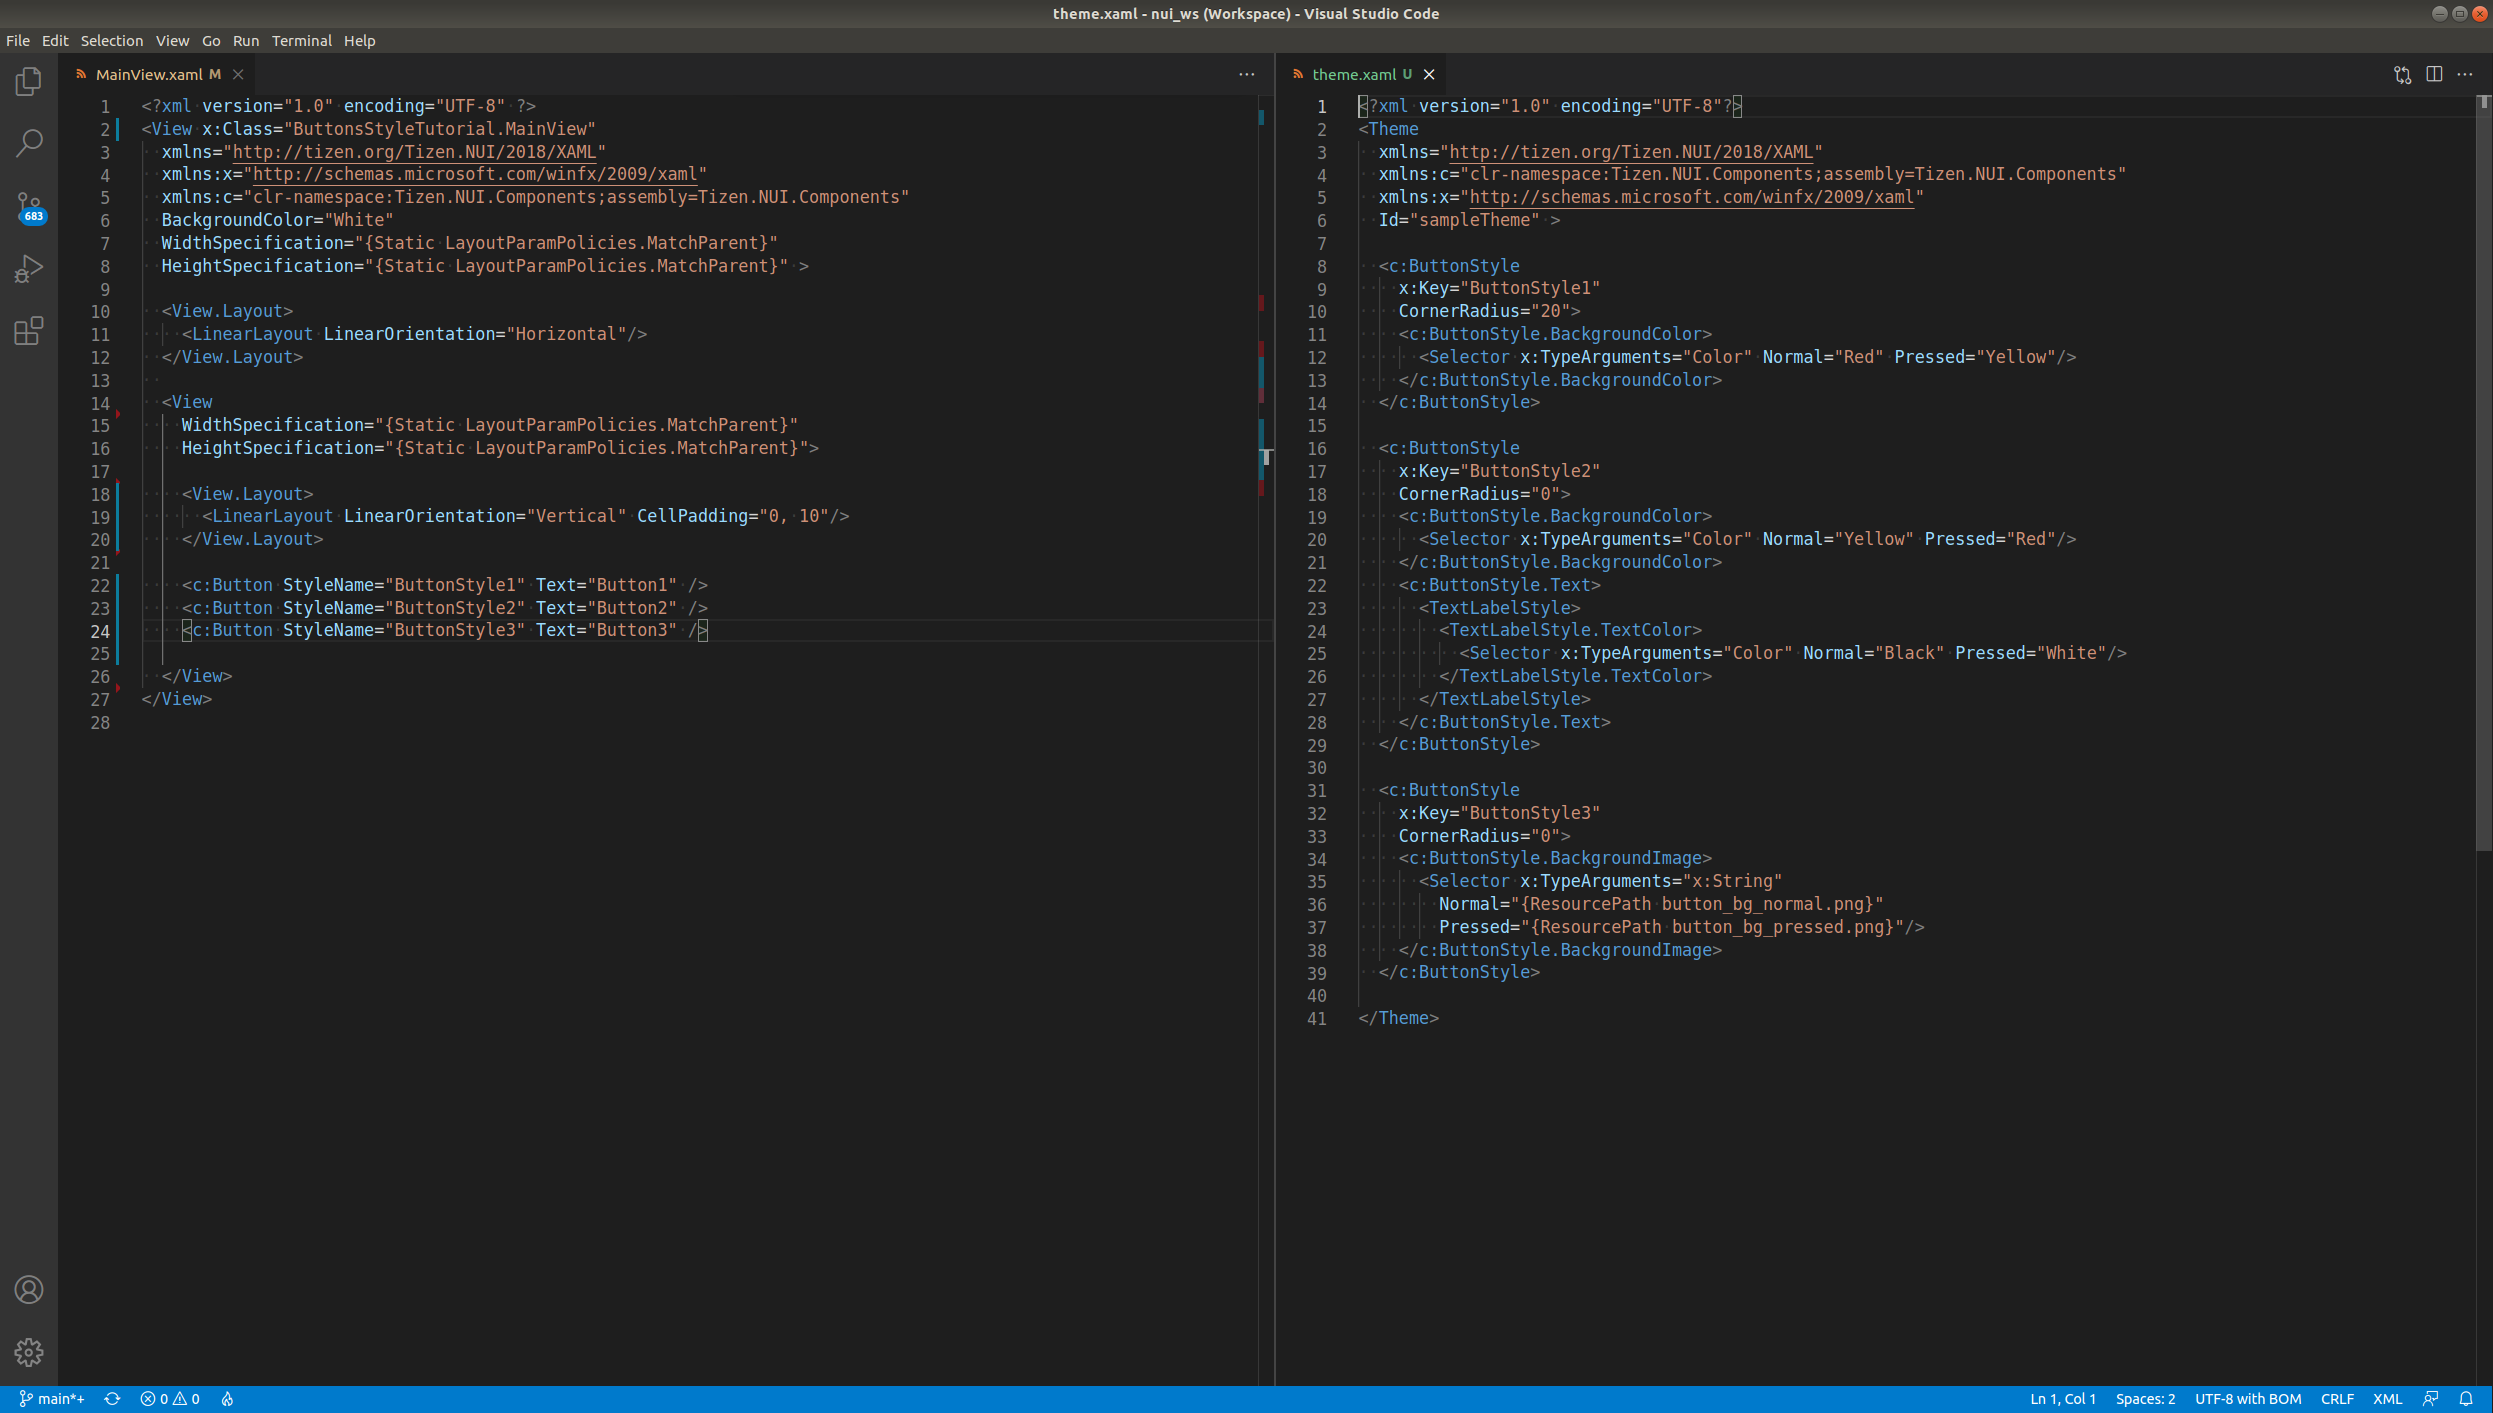 theme.xaml - nui_ws (Workspace) - Visual Studio Code
File Edit Selection View Go Run Terminal Help
MainView.xaml M
683
1 <?xml version="1.0" encoding="UTF-8" ?>
2 <View x:Class="ButtonsStyleTutorial.MainView"
3 xmlns="http://tizen.org/Tizen.NUI/2018/XAML"
4 xmlns:x="http://schemas.microsoft.com/winfx/2009/xaml"
5 xmlns:c="clr-namespace:Tizen.NUI.Components;assembly=Tizen.NUI.Components"
6 BackgroundColor="White"
7 WidthSpecification="{Static LayoutParamPolicies.MatchParent}"
8 HeightSpecification="{Static LayoutParamPolicies.MatchParent}" >
9
10 <View.Layout>
11 <LinearLayout LinearOrientation="Horizontal"/>
12 </View.Layout>
13
14 <View
15 WidthSpecification="{Static LayoutParamPolicies.MatchParent}"
16 HeightSpecification="{Static LayoutParamPolicies.MatchParent}">
17
18 <View.Layout>
19 <LinearLayout LinearOrientation="Vertical" CellPadding="0, 10"/>
20 </View.Layout>
21
22 <c:Button StyleName="ButtonStyle1" Text="Button1" />
23 <c:Button StyleName="ButtonStyle2" Text="Button2" />
24 <c:Button StyleName="ButtonStyle3" Text="Button3" />
25
26 </View>
27 </View>
28
theme.xaml U
1 <?xml version="1.0" encoding="UTF-8"?>
2 <Theme
3 xmlns="http://tizen.org/Tizen.NUI/2018/XAML"
4 xmlns:c="clr-namespace:Tizen.NUI.Components;assembly=Tizen.NUI.Components"
5 xmlns:x="http://schemas.microsoft.com/winfx/2009/xaml"
6 Id="sampleTheme" >
7
8 <c:ButtonStyle
9 x:Key="ButtonStyle1"
10 CornerRadius="20">
11 <c:ButtonStyle.BackgroundColor>
12 <Selector x:TypeArguments="Color" Normal="Red" Pressed="Yellow"/>
13 </c:ButtonStyle.BackgroundColor>
14 </c:ButtonStyle>
15
16 <c:ButtonStyle
17 x:Key="ButtonStyle2"
18 CornerRadius="0">
19 <c:ButtonStyle.BackgroundColor>
20 <Selector x:TypeArguments="Color" Normal="Yellow" Pressed="Red"/>
21 </c:ButtonStyle.BackgroundColor>
22 <c:ButtonStyle.Text>
23 <TextLabelStyle>
24 <TextLabelStyle.TextColor>
25 <Selector x:TypeArguments="Color" Normal="Black" Pressed="White"/>
26 </TextLabelStyle.TextColor>
27 </TextLabelStyle>
28 </c:ButtonStyle.Text>
29 </c:ButtonStyle>
30
31 <c:ButtonStyle
32 x:Key="ButtonStyle3"
33 CornerRadius="0">
34 <c:ButtonStyle.BackgroundImage>
35 <Selector x:TypeArguments="x:String"
36 Normal="{ResourcePath button_bg_normal.png}"
37 Pressed="{ResourcePath button_bg_pressed.png}"/>
38 </c:ButtonStyle.BackgroundImage>
39 </c:ButtonStyle>
40
41 </Theme>
main*+ 0 0 Ln 1, Col 1 Spaces: 2 UTF-8 with BOM CRLF XML